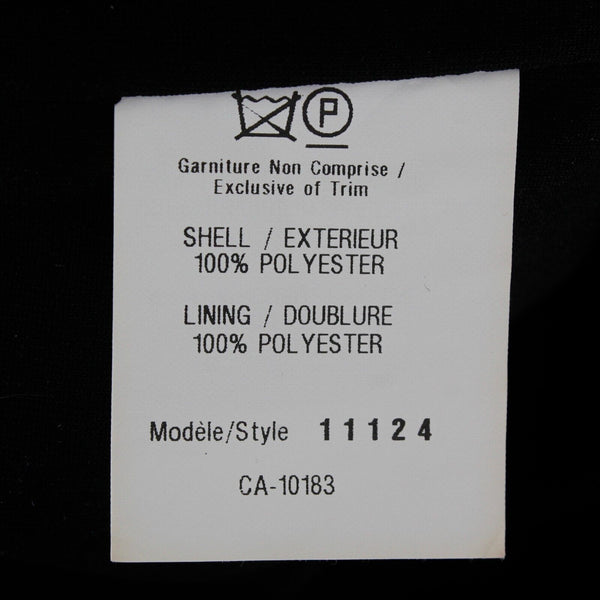 P
Garniture Non Comprise /
Exclusive of Trim
SHELL / EXTERIEUR
100% POLYESTER
LINING / DOUBLURE
100% POLYESTER
Modèle/Style 11124
CA-10183